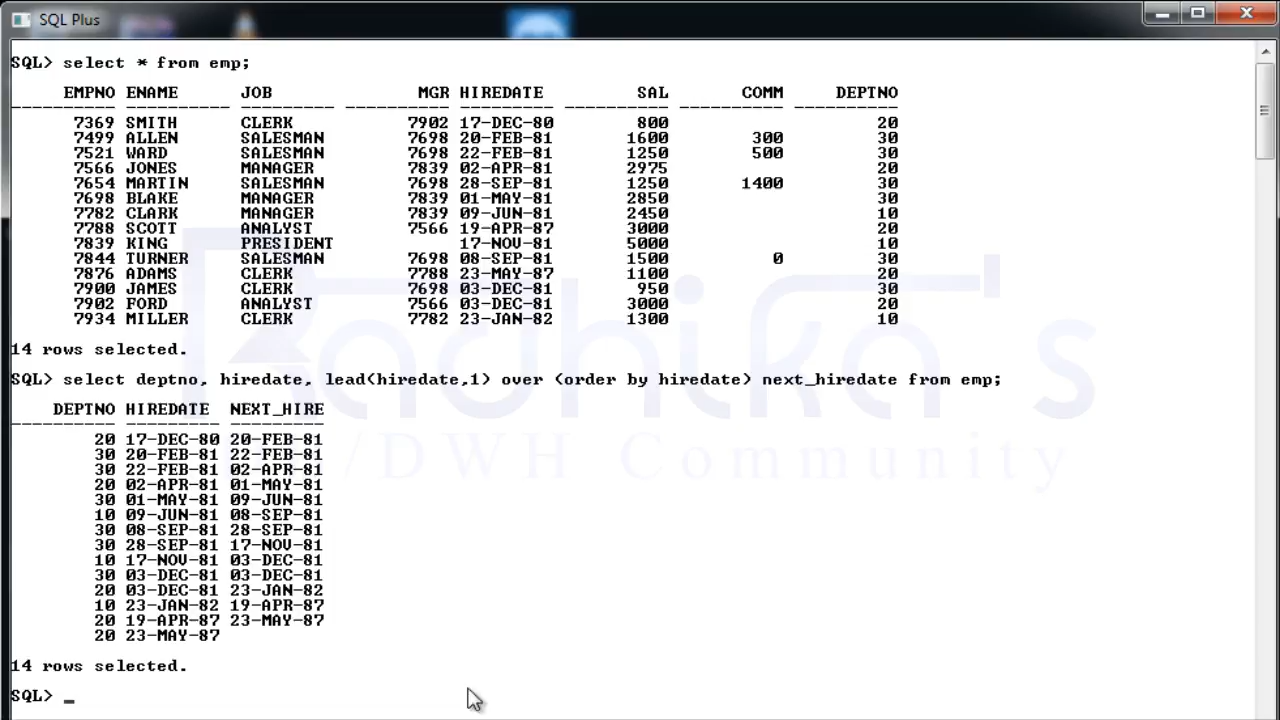 SQL Plus
SQL> select * from emp;
EMPNO ENAME JOB MGR HIREDATE SAL COMM DEPTNO
7369 SMITH CLERK 7902 17-DEC-80 800 20
7499 ALLEN SALESMAN 7698 20-FEB-81 1600 300 30
7521 WARD SALESMAN 7698 22-FEB-81 1250 500 30
7566 JONES MANAGER 7839 02-APR-81 2975 20
7654 MARTIN SALESMAN 7698 28-SEP-81 1250 1400 30
7698 BLAKE MANAGER 7839 01-MAY-81 2850 30
7782 CLARK MANAGER 7839 09-JUN-81 2450 10
7788 SCOTT ANALYST 7566 19-APR-87 3000 20
7839 KING PRESIDENT 17-NOV-81 5000 10
7844 TURNER SALESMAN 7698 08-SEP-81 1500 0 30
7876 ADAMS CLERK 7788 23-MAY-87 1100 20
7900 JAMES CLERK 7698 03-DEC-81 950 30
7902 FORD ANALYST 7566 03-DEC-81 3000 20
7934 MILLER CLERK 7782 23-JAN-82 1300 10
14 rows selected.
SQL> select deptno, hiredate, lead(hiredate,1) over (order by hiredate) next_hiredate from emp;
DEPTNO HIREDATE NEXT_HIRE
20 17-DEC-80 20-FEB-81
30 20-FEB-81 22-FEB-81
30 22-FEB-81 02-APR-81
20 02-APR-81 01-MAY-81
30 01-MAY-81 09-JUN-81
10 09-JUN-81 08-SEP-81
30 08-SEP-81 28-SEP-81
30 28-SEP-81 17-NOV-81
10 17-NOV-81 03-DEC-81
30 03-DEC-81 03-DEC-81
20 03-DEC-81 23-JAN-82
10 23-JAN-82 19-APR-87
20 19-APR-87 23-MAY-87
20 23-MAY-87
14 rows selected.
SQL> _
Radhika's
/DWH Community